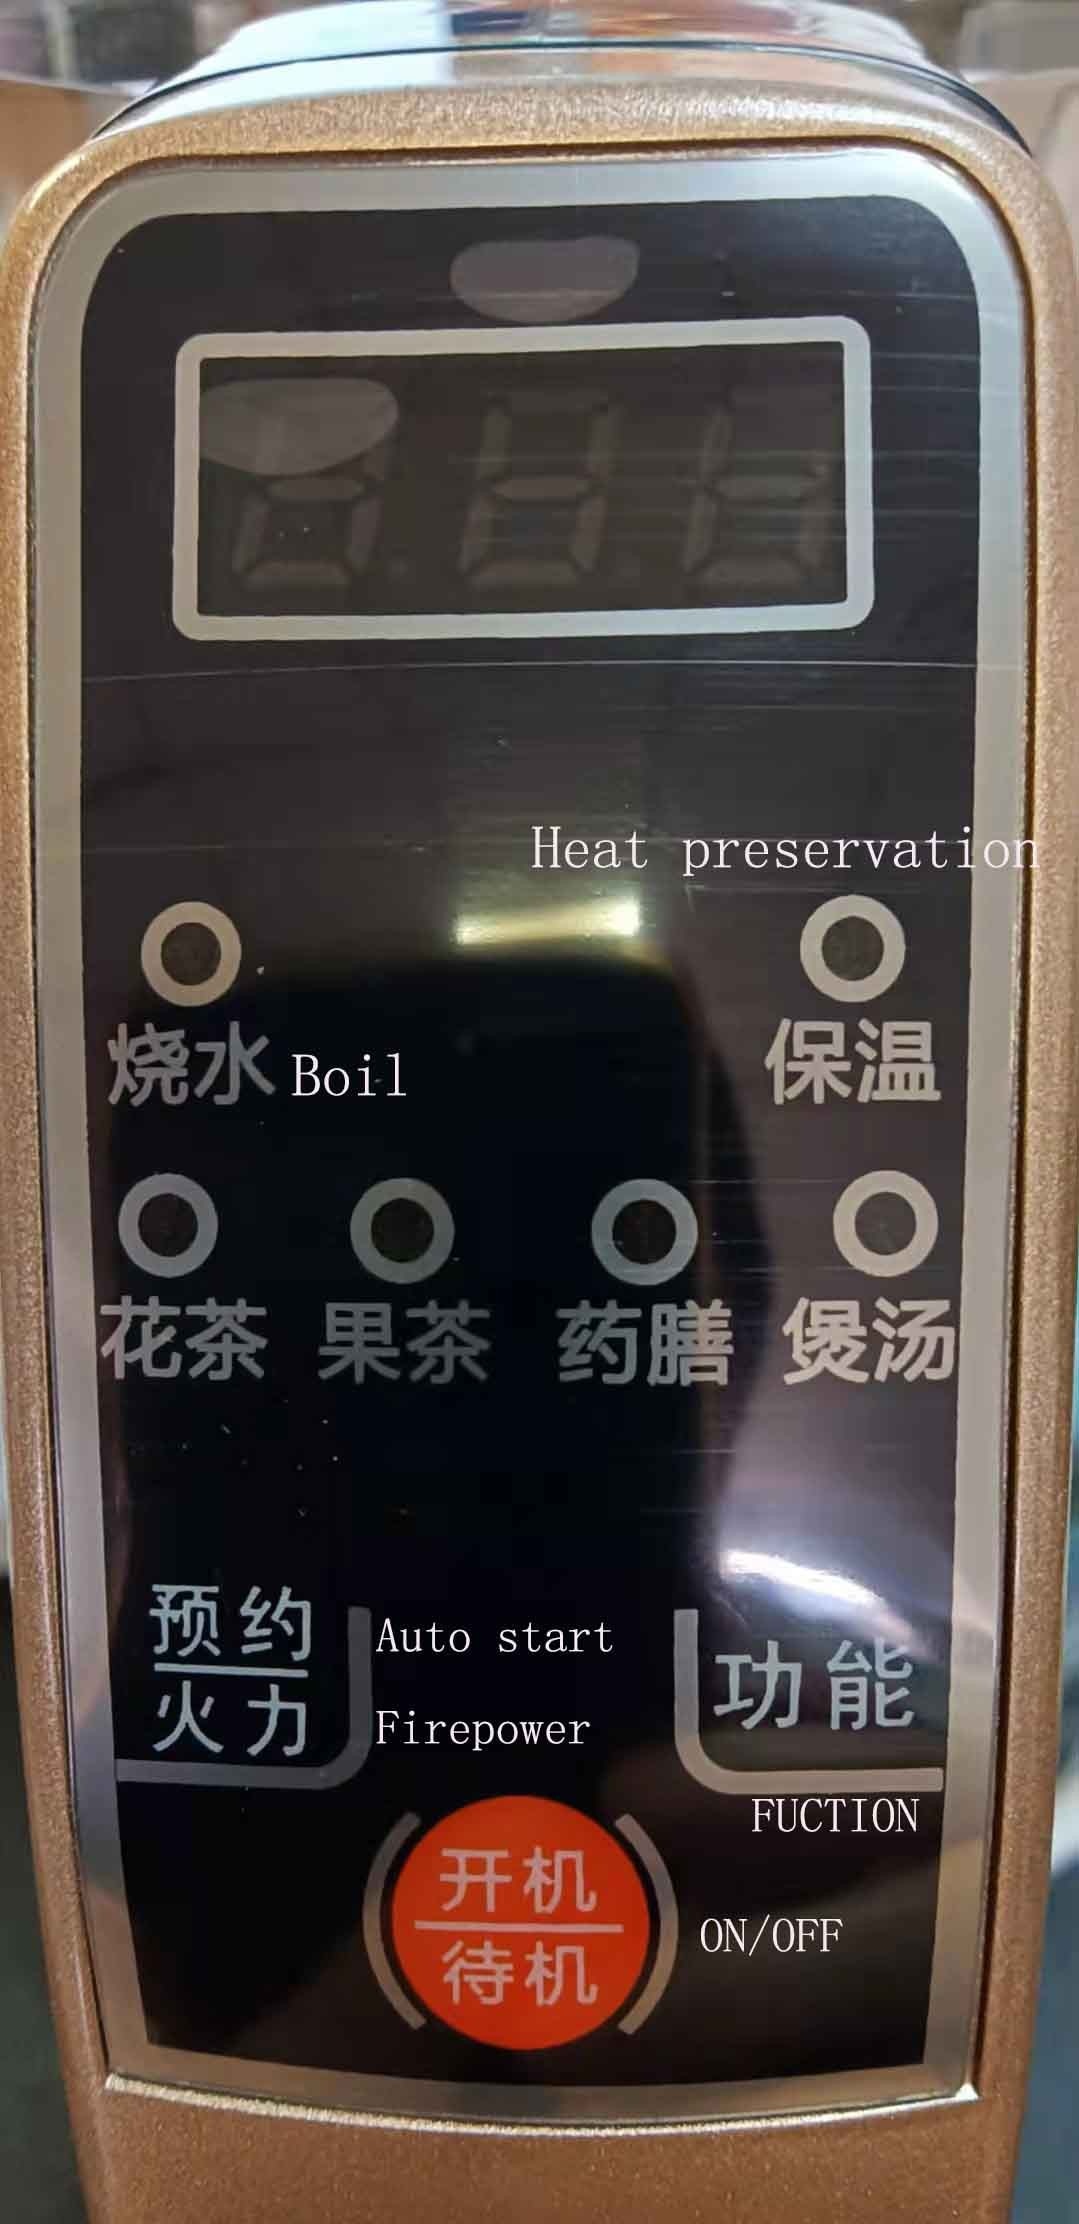 Heat preservation
烧水 Boil
保温
花茶 果茶 药膳 煲汤
预约 Auto start
火力 Firepower
功能
FUCTION
开机
待机
ON/OFF